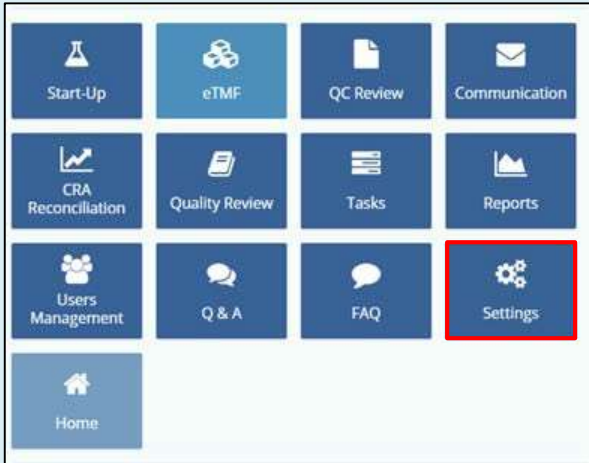 Start-Up
eTMF
QC Review
Communication
CRA
Reconciliation
Quality Review
Tasks
Reports
Users
Management
Q & A
FAQ
Settings
Home